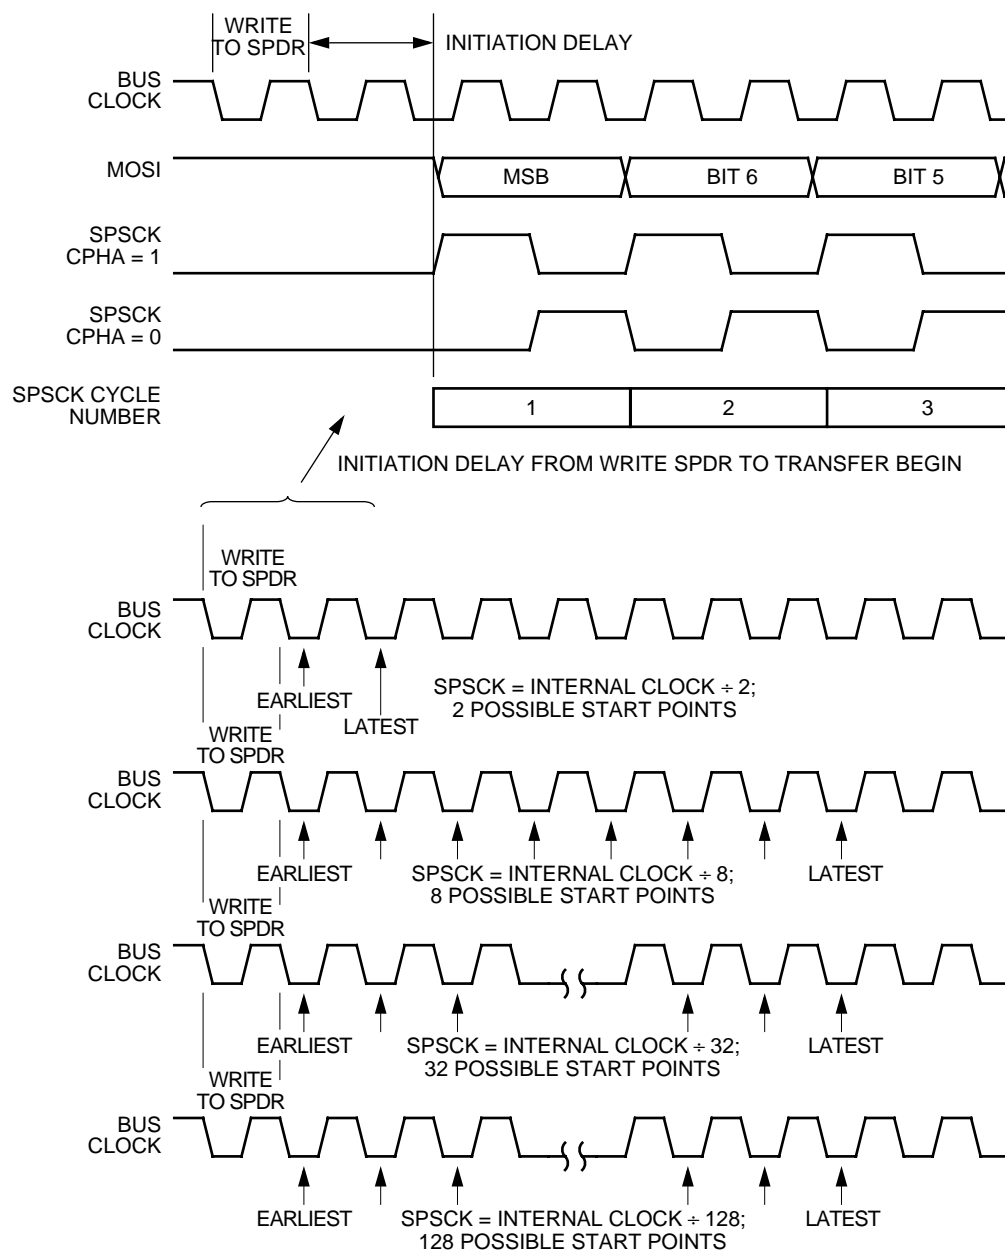 WRITE
TO SPDR
INITIATION DELAY
BUS
CLOCK
MOSI
MSB
BIT 6
BIT 5
SPSCK
CPHA = 1
SPSCK
CPHA = 0
SPSCK CYCLE
NUMBER
1
2
3
INITIATION DELAY FROM WRITE SPDR TO TRANSFER BEGIN
WRITE
TO SPDR
BUS
CLOCK
EARLIEST
LATEST
SPSCK = INTERNAL CLOCK ÷ 2;
2 POSSIBLE START POINTS
WRITE
TO SPDR
BUS
CLOCK
EARLIEST
SPSCK = INTERNAL CLOCK ÷ 8;
8 POSSIBLE START POINTS
LATEST
WRITE
TO SPDR
BUS
CLOCK
EARLIEST
SPSCK = INTERNAL CLOCK ÷ 32;
32 POSSIBLE START POINTS
LATEST
WRITE
TO SPDR
BUS
CLOCK
EARLIEST
SPSCK = INTERNAL CLOCK ÷ 128;
128 POSSIBLE START POINTS
LATEST